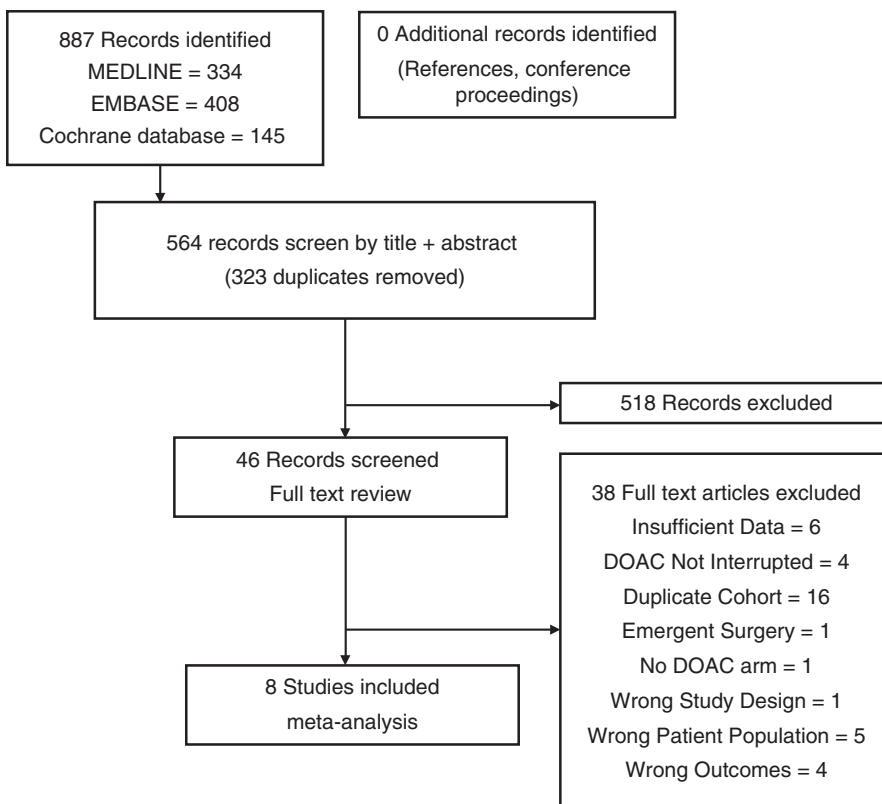 887 Records identified
MEDLINE = 334
EMBASE = 408
Cochrane database = 145
0 Additional records identified
(References, conference
proceedings)
564 records screen by title + abstract
(323 duplicates removed)
518 Records excluded
46 Records screened
Full text review
38 Full text articles excluded
Insufficient Data = 6
DOAC Not Interrupted = 4
Duplicate Cohort = 16
Emergent Surgery = 1
No DOAC arm = 1
Wrong Study Design = 1
Wrong Patient Population = 5
Wrong Outcomes = 4
8 Studies included
meta-analysis